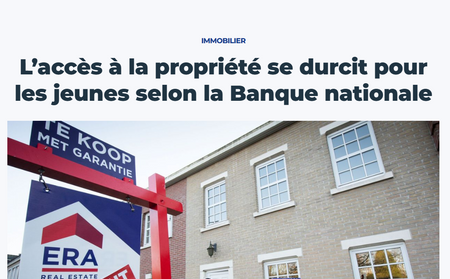 IMMOBILIER
L’accès à la propriété se durcit pour
les jeunes selon la Banque nationale
TE KOOP
MET GARANTIE
ERA
REAL ESTATE